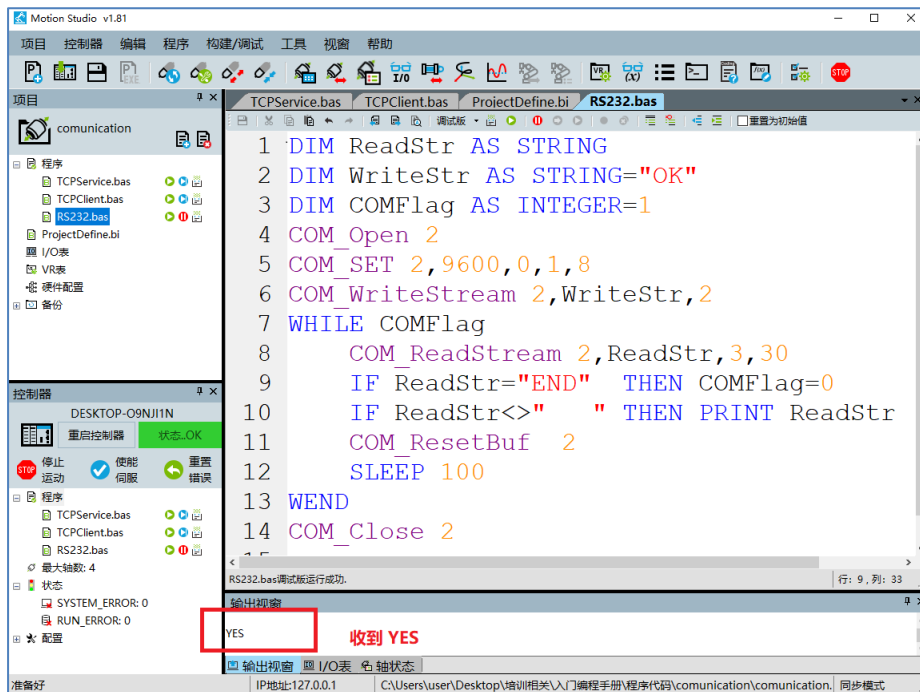 Motion Studio v1.81
项目 控制器 编辑 程序 构建/调试 工具 视窗 帮助
项目
comunication
程序
TCPService.bas
TCPClient.bas
RS232.bas
ProjectDefine.bi
I/O表
VR表
硬件配置
备份
TCPService.bas TCPClient.bas ProjectDefine.bi RS232.bas
调试版 重置为初始值
1 DIM ReadStr AS STRING
2 DIM WriteStr AS STRING="OK"
3 DIM COMFlag AS INTEGER=1
4 COM_Open 2
5 COM_SET 2,9600,0,1,8
6 COM_WriteStream 2,WriteStr,2
7 WHILE COMFlag
8 COM_ReadStream 2,ReadStr,3,30
9 IF ReadStr="END" THEN COMFlag=0
10 IF ReadStr<>"   " THEN PRINT ReadStr
11 COM_ResetBuf 2
12 SLEEP 100
13 WEND
14 COM_Close 2
RS232.bas调试版运行成功.
行: 9 , 列: 33
控制器
DESKTOP-O9NJI1N
重启控制器 状态..OK
STOP 停止运动 使能伺服 重置错误
程序
TCPService.bas
TCPClient.bas
RS232.bas
最大轴数: 4
状态
SYSTEM_ERROR: 0
RUN_ERROR: 0
配置
输出视窗
YES
收到 YES
输出视窗 I/O表 轴状态
准备好 IP地址:127.0.0.1 C:\Users\user\Desktop\培训相关\入门编程手册\程序代码\comunication\comunication. 同步模式